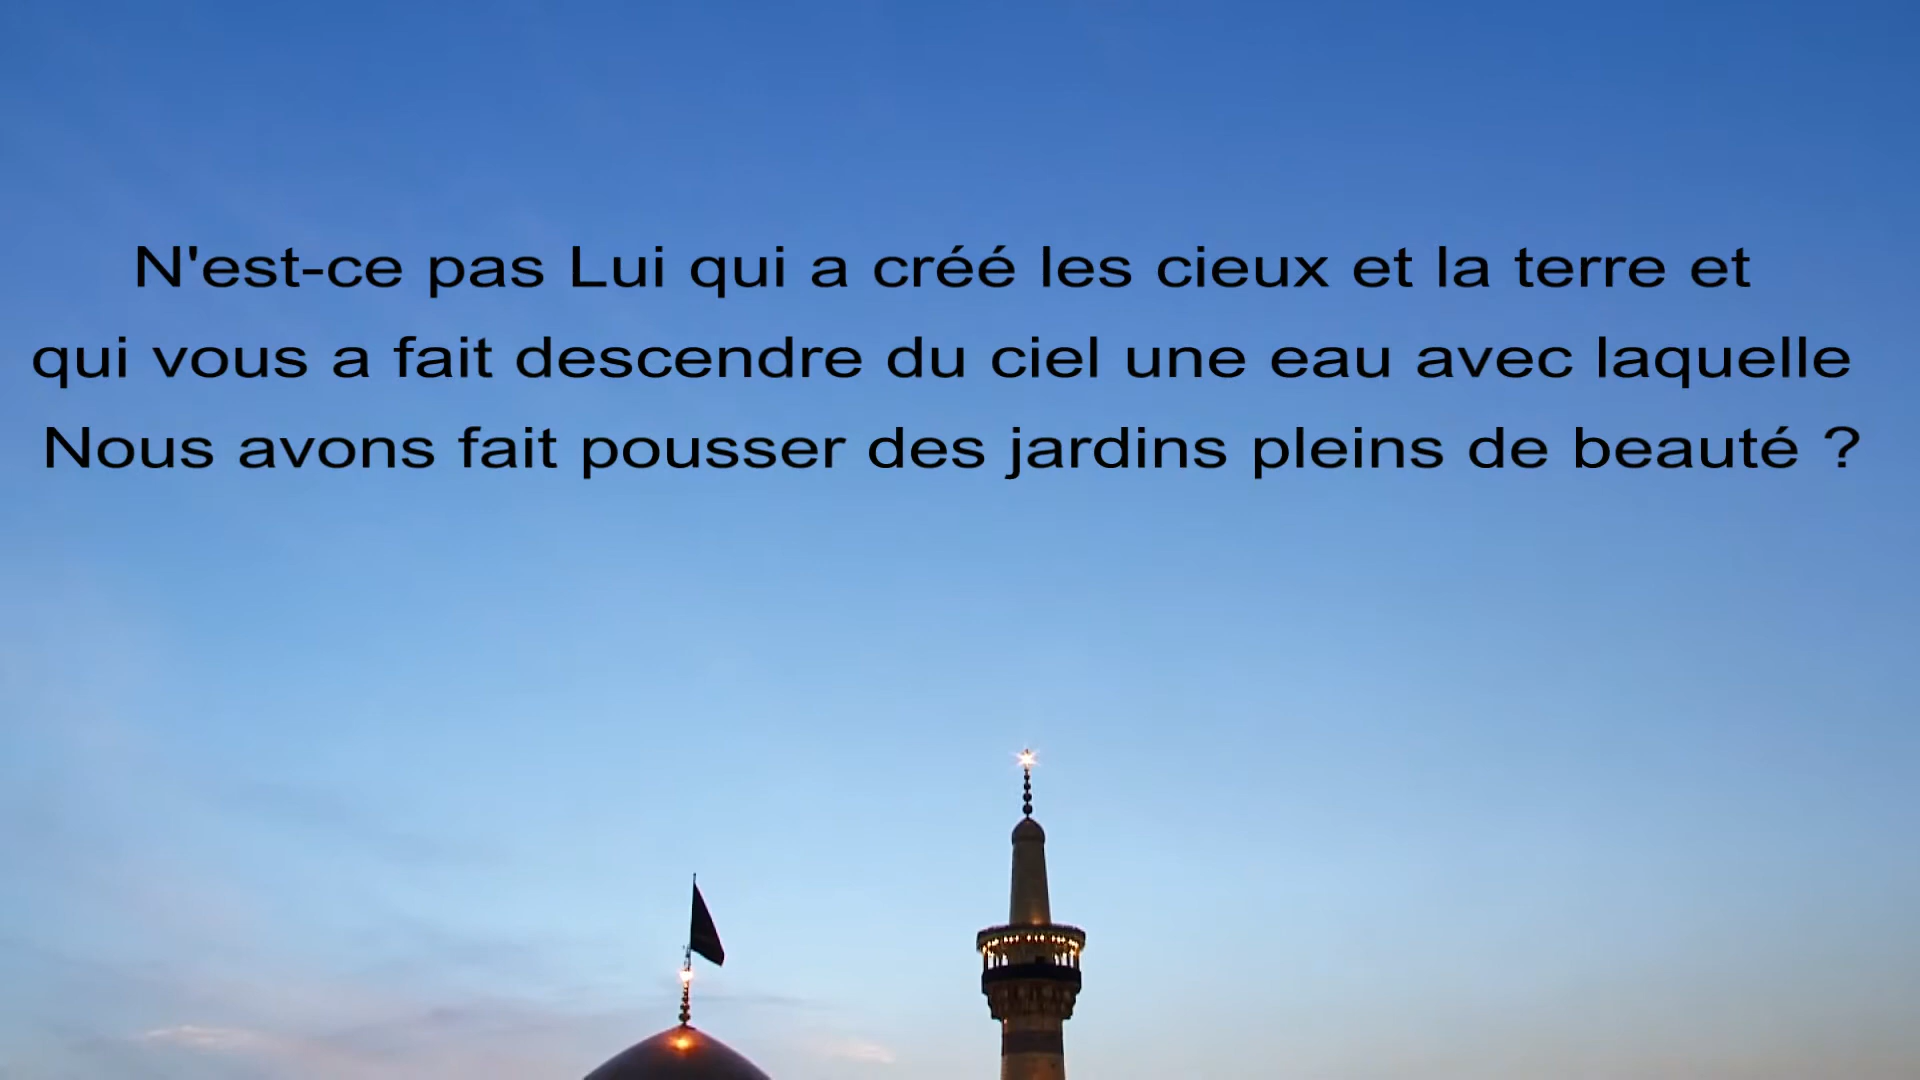 N'est-ce pas Lui qui a créé les cieux et la terre et
qui vous a fait descendre du ciel une eau avec laquelle
Nous avons fait pousser des jardins pleins de beauté ?